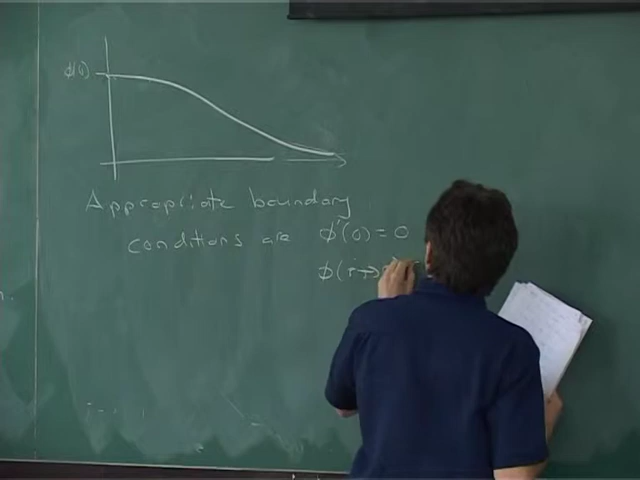 ϕ(0)
Appropriate boundary
conditions are ϕ'(0) = 0
ϕ(r→